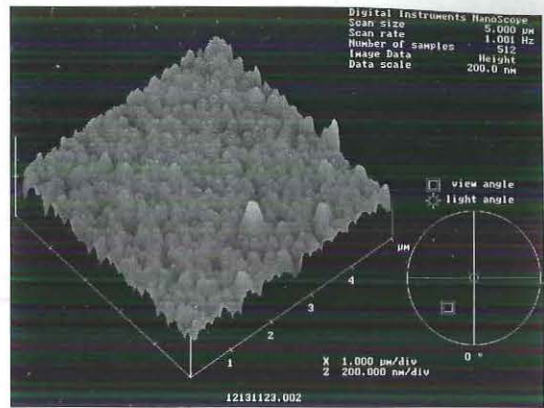 Digital Instruments NanoScope
Scan size 5.000 µm
Scan rate 1.001 Hz
Number of samples 512
Image Data Height
Data scale 200.0 nm
view angle
light angle
µm
4
3
2
1
X 1.000 µm/div
Z 200.000 nm/div
0 °
12131123.002